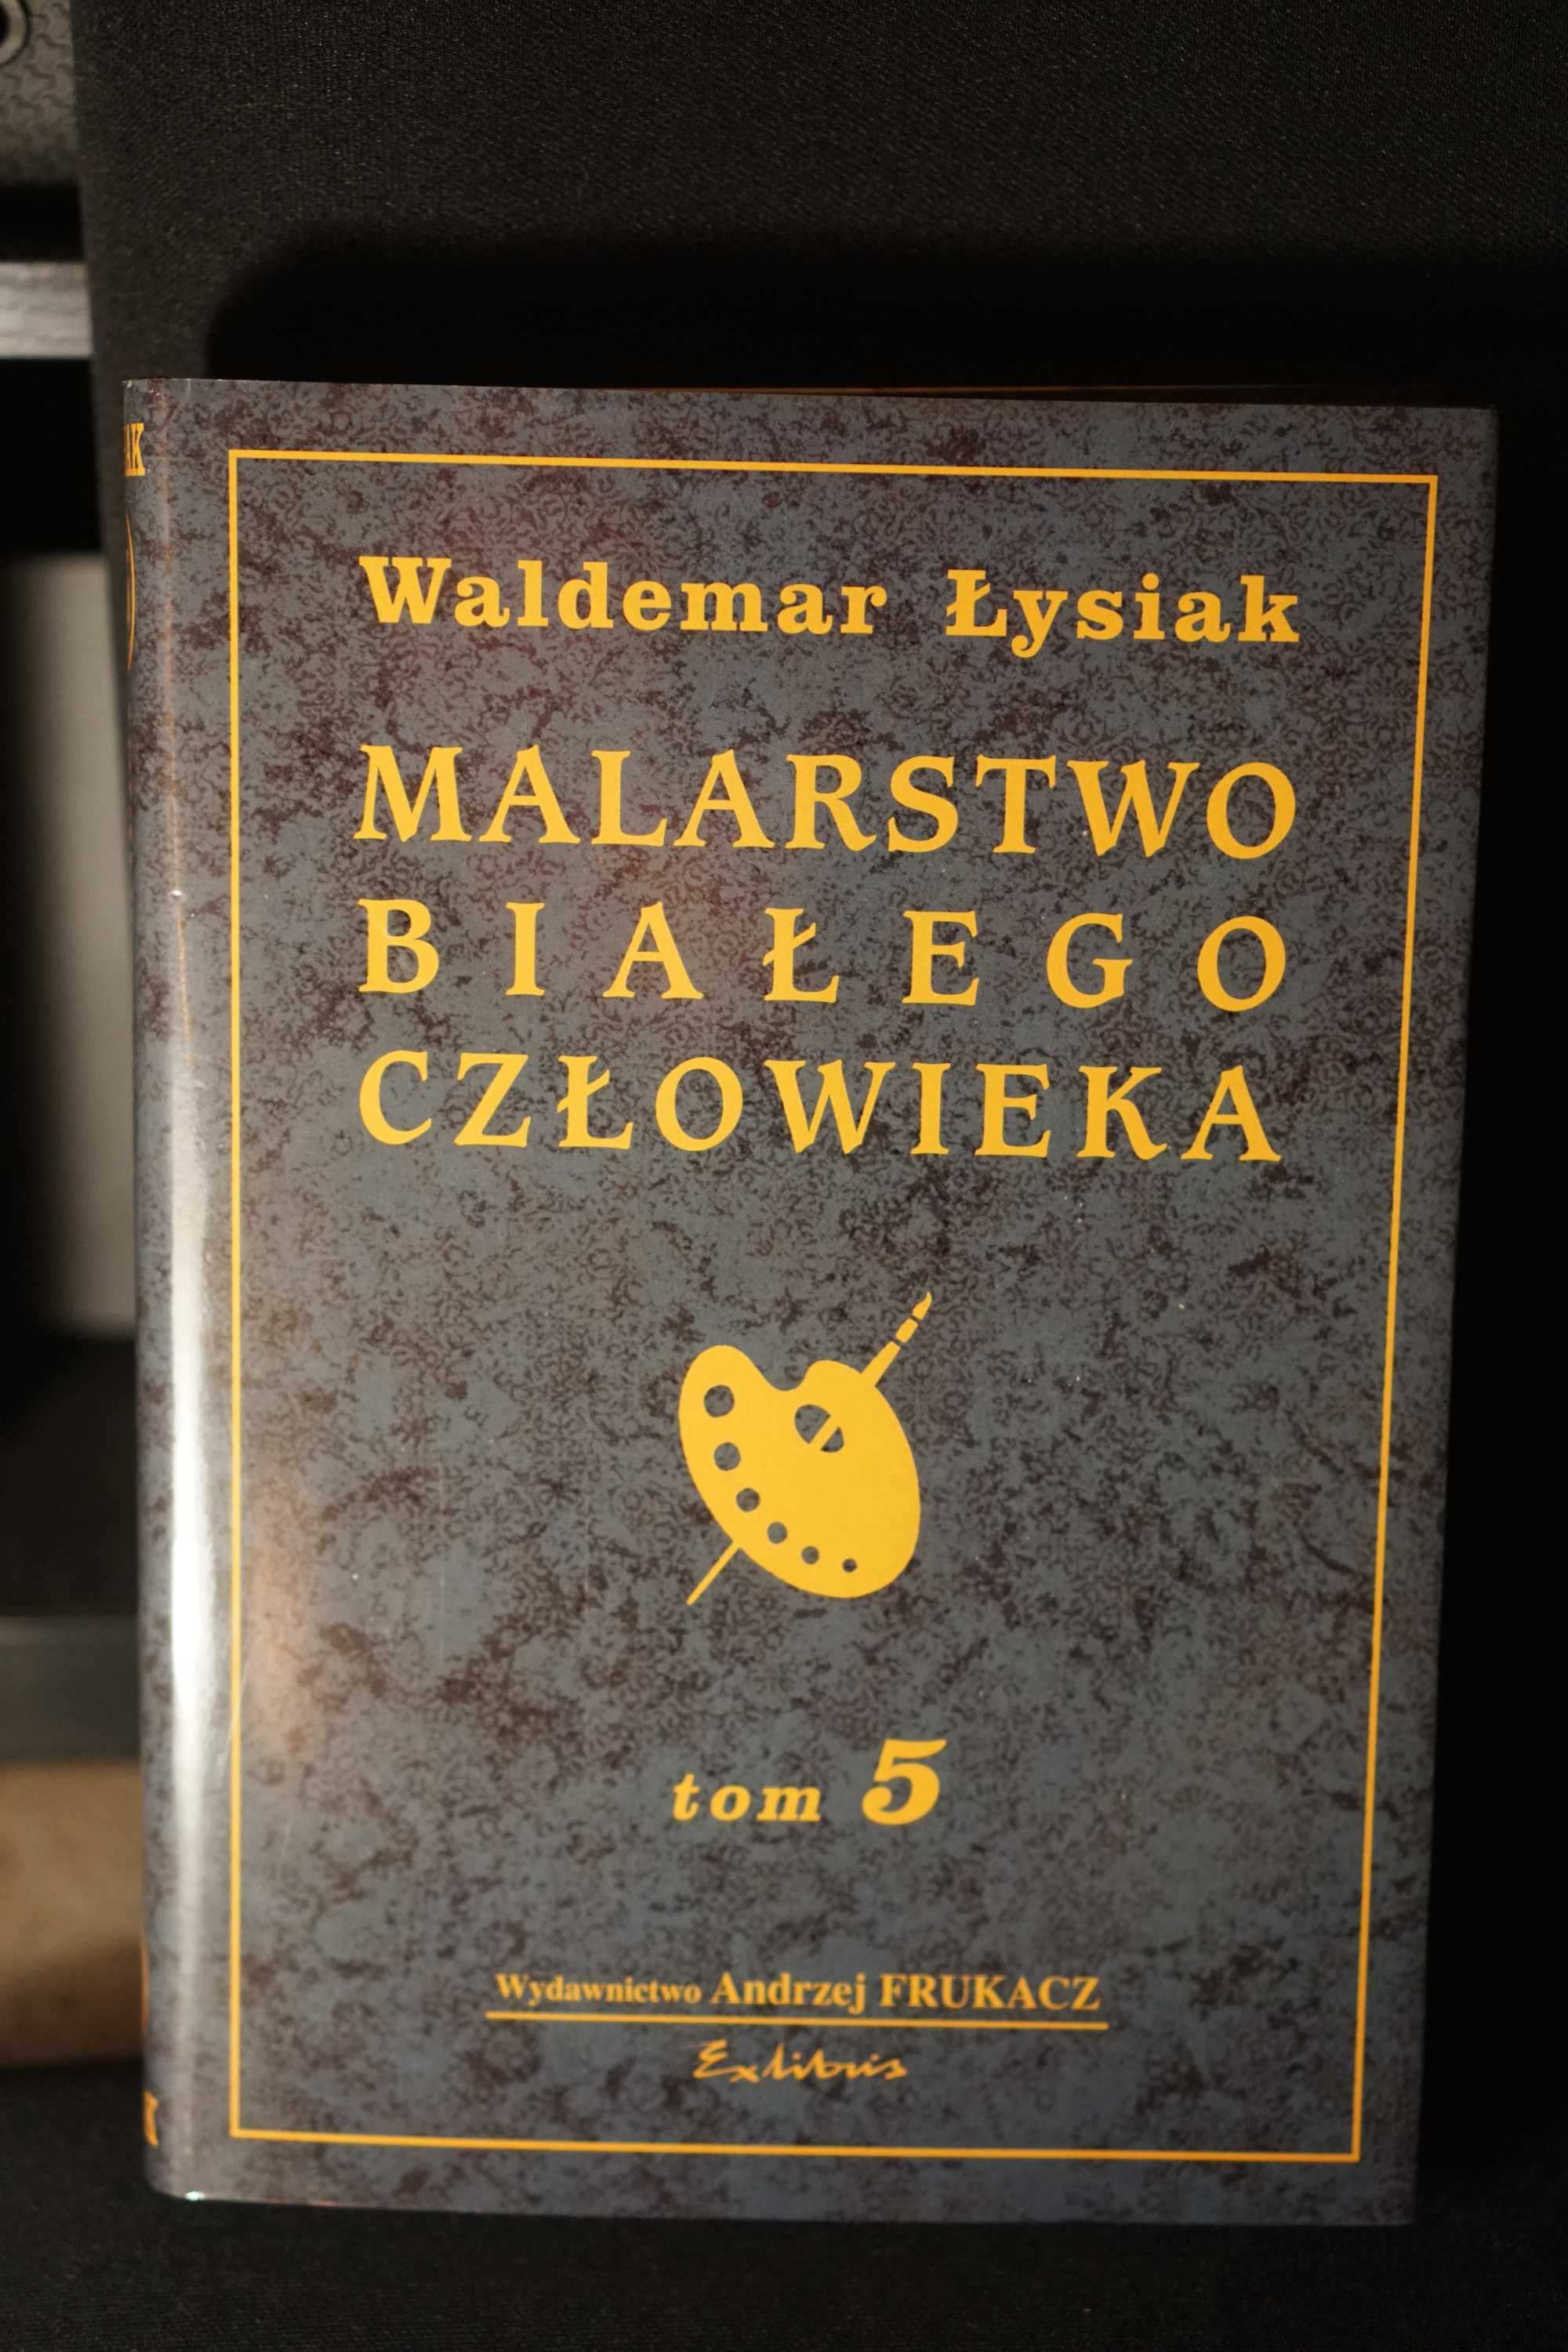 Waldemar Łysiak
MALARSTWO
BIAŁEGO
CZŁOWIEKA
tom 5
Wydawnictwo Andrzej FRUKACZ
Exlibris